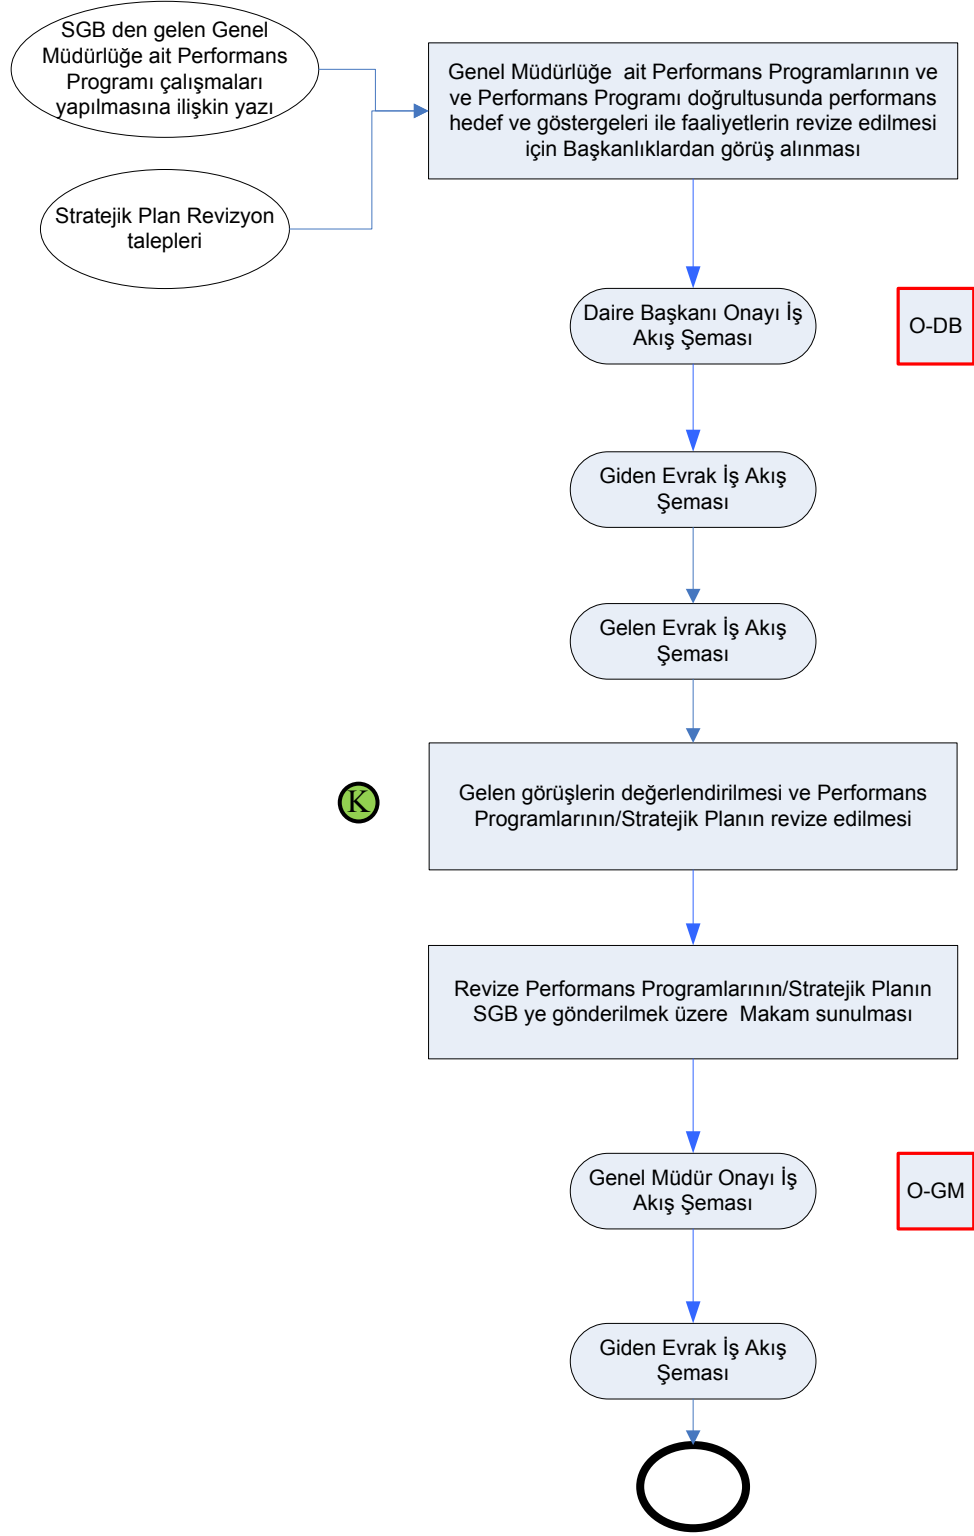 SGB den gelen Genel
Müdürlüğe ait Performans
Programı çalışmaları
yapılmasına ilişkin yazı
Genel Müdürlüğe ait Performans Programlarının ve
ve Performans Programı doğrultusunda performans
hedef ve göstergeleri ile faaliyetlerin revize edilmesi
için Başkanlıklardan görüş alınması
Stratejik Plan Revizyon
talepleri
Daire Başkanı Onayı İş
Akış Şeması
O-DB
Giden Evrak İş Akış
Şeması
Gelen Evrak İş Akış
Şeması
K
Gelen görüşlerin değerlendirilmesi ve Performans
Programlarının/Stratejik Planın revize edilmesi
Revize Performans Programlarının/Stratejik Planın
SGB ye gönderilmek üzere Makam sunulması
Genel Müdür Onayı İş
Akış Şeması
O-GM
Giden Evrak İş Akış
Şeması